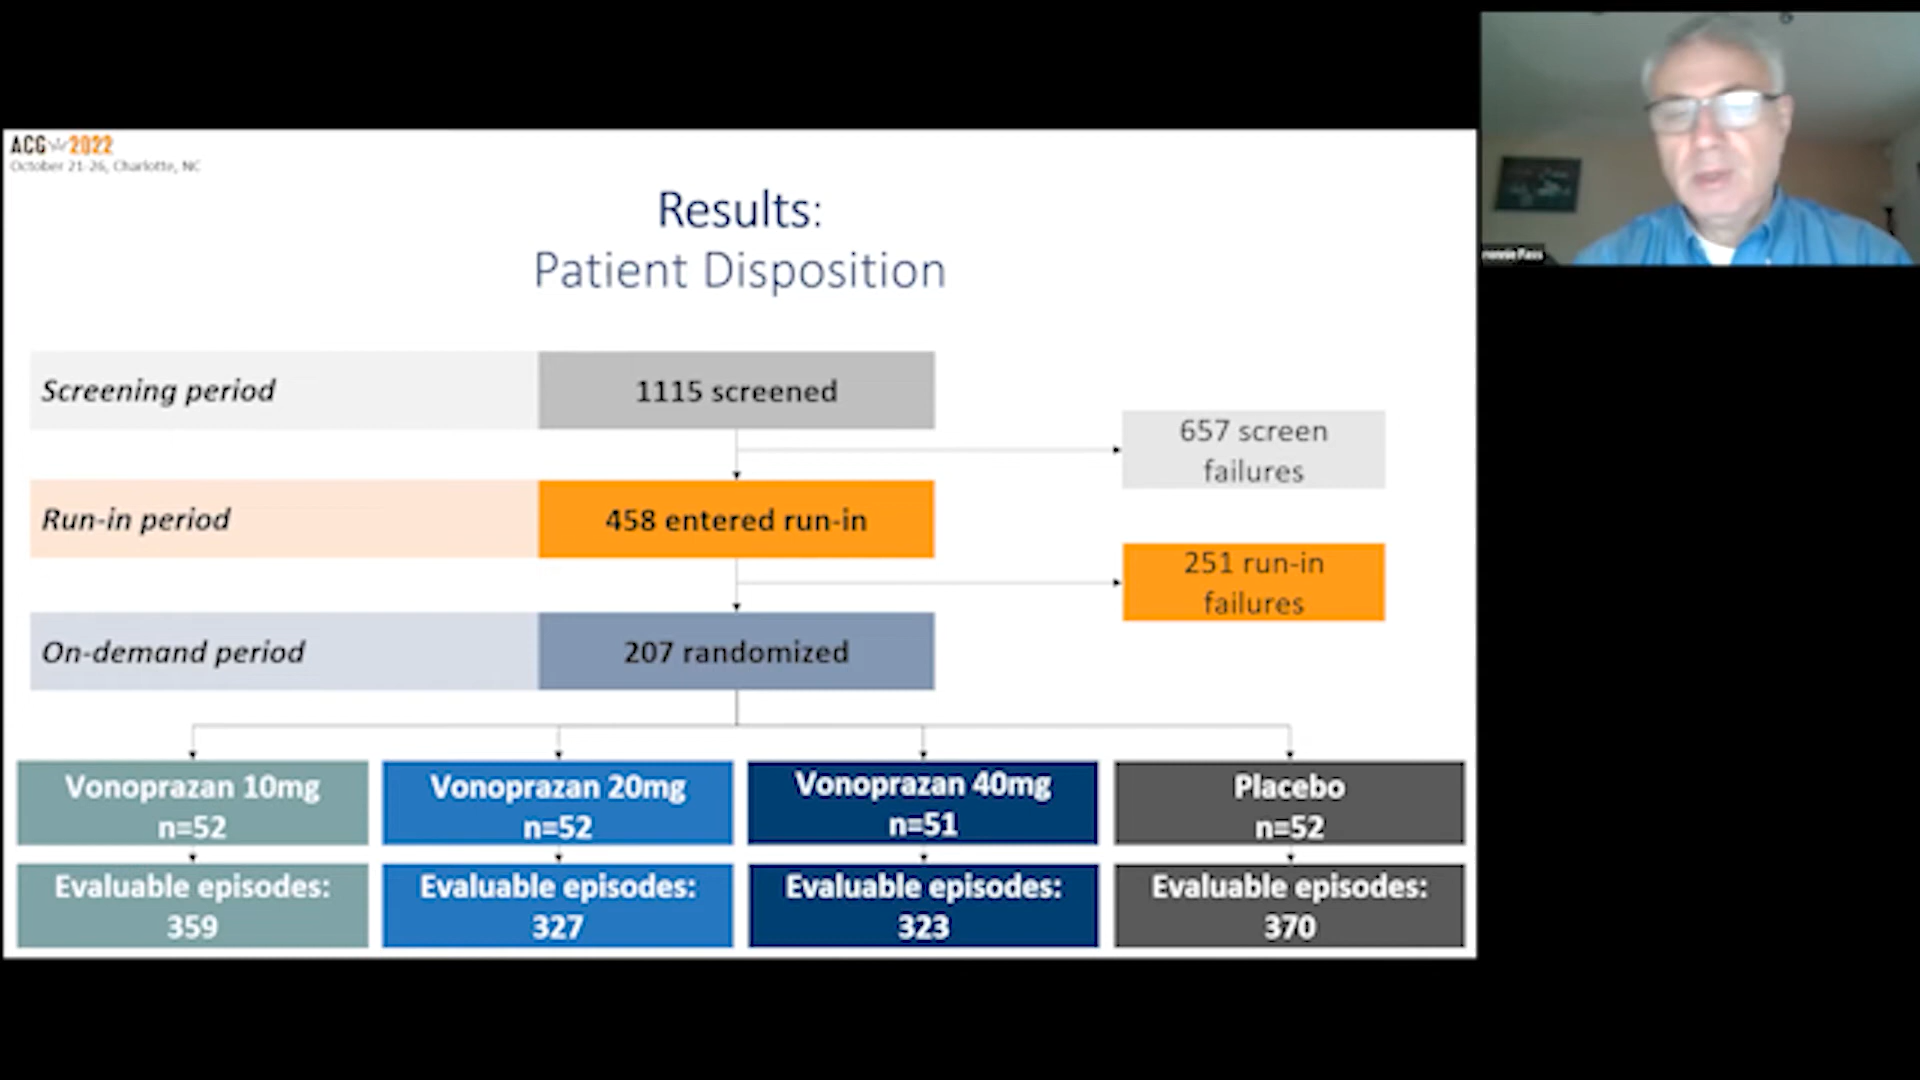 ACG 2022
October 21-26, Charlotte, NC
Results:
Patient Disposition
Screening period
1115 screened
657 screen
failures
Run-in period
458 entered run-in
251 run-in
failures
On-demand period
207 randomized
Vonoprazan 10mg
n=52
Vonoprazan 20mg
n=52
Vonoprazan 40mg
n=51
Placebo
n=52
Evaluable episodes:
359
Evaluable episodes:
327
Evaluable episodes:
323
Evaluable episodes:
370